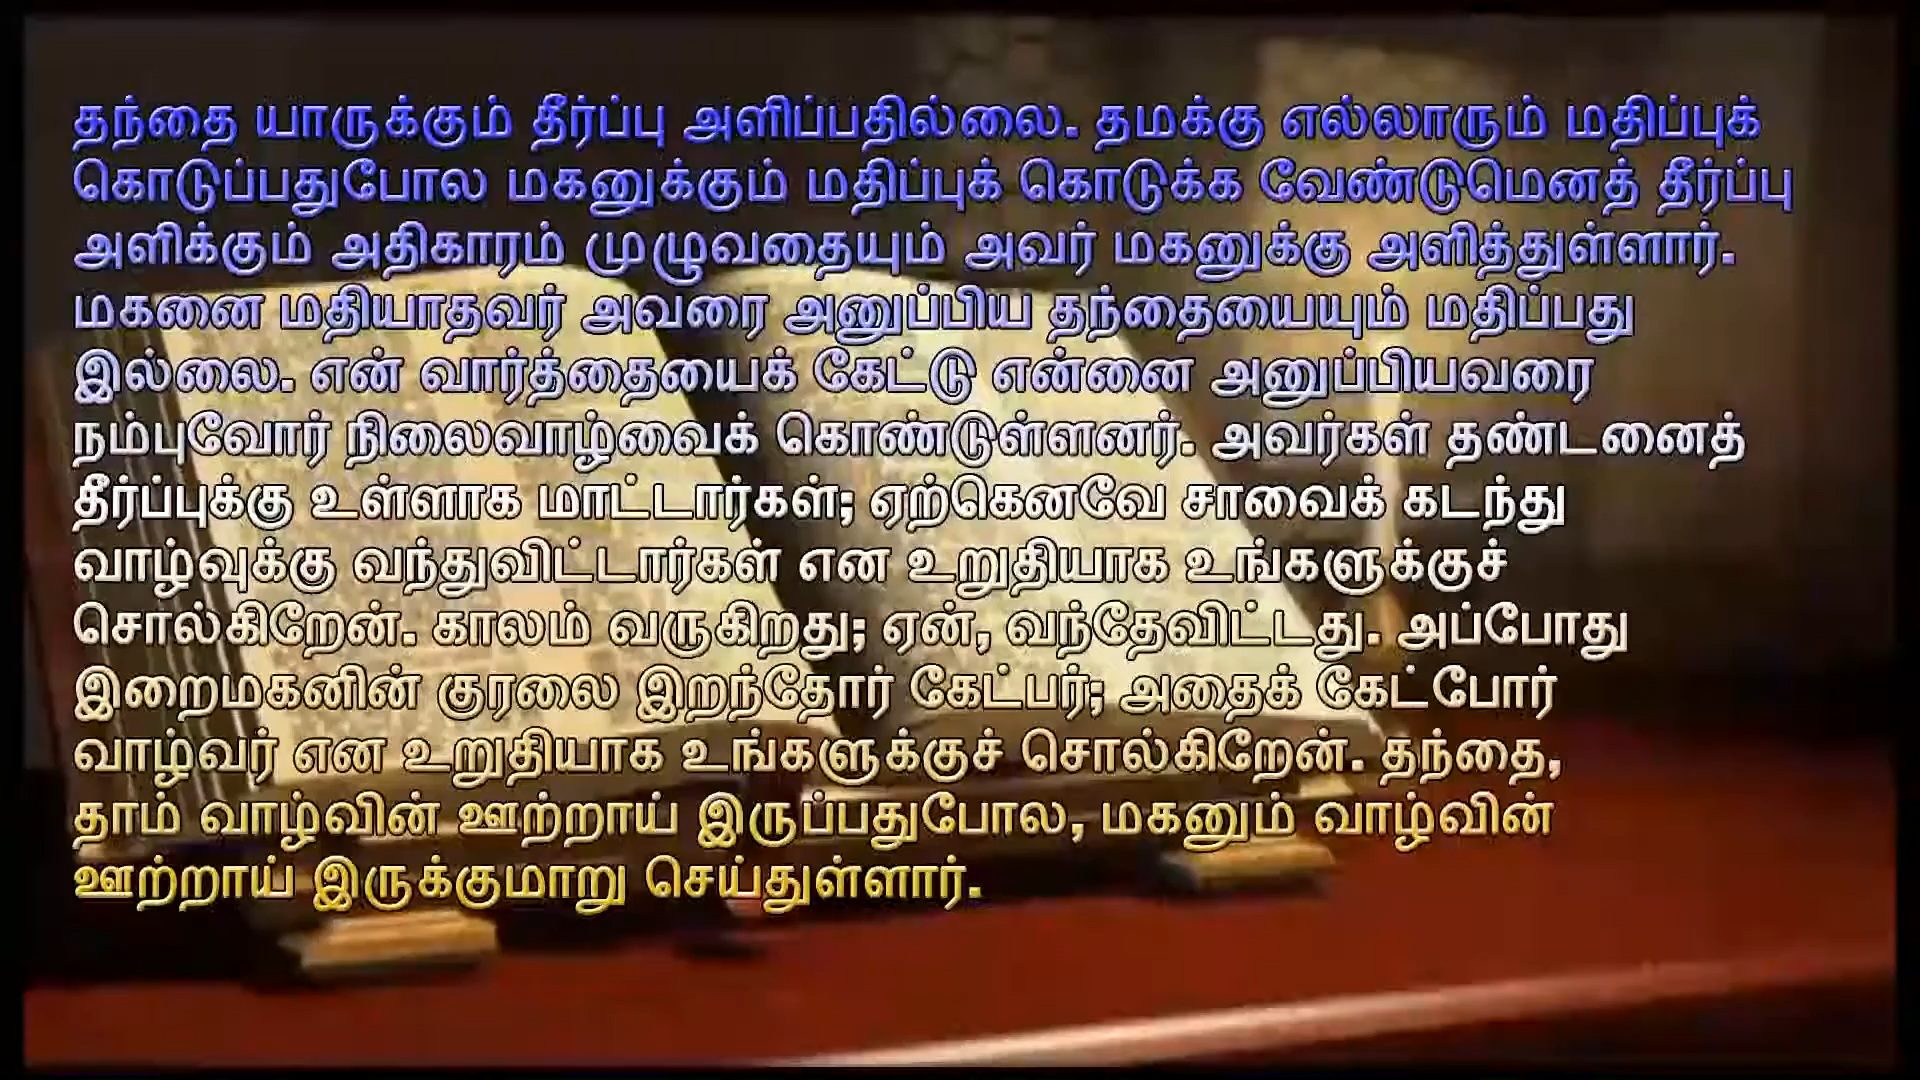 தந்தை யாருக்கும் தீர்ப்பு அளிப்பதில்லை. தமக்கு எல்லாரும் மதிப்புக்
கொடுப்பதுபோல மகனுக்கும் மதிப்புக் கொடுக்க வேண்டுமெனத் தீர்ப்பு
அளிக்கும் அதிகாரம் முழுவதையும் அவர் மகனுக்கு அளித்துள்ளார்.
மகனை மதியாதவர் அவரை அனுப்பிய தந்தையையும் மதிப்பது
இல்லை. என் வார்த்தையைக் கேட்டு என்னை அனுப்பியவரை
நம்புவோர் நிலைவாழ்வைக் கொண்டுள்ளனர். அவர்கள் தண்டனைத்
தீர்ப்புக்கு உள்ளாக மாட்டார்கள்; ஏற்கெனவே சாவைக் கடந்து
வாழ்வுக்கு வந்துவிட்டார்கள் என உறுதியாக உங்களுக்குச்
சொல்கிறேன். காலம் வருகிறது; ஏன், வந்தேவிட்டது. அப்போது
இறைமகனின் குரலை இறந்தோர் கேட்பர்; அதைக் கேட்போர்
வாழ்வர் என உறுதியாக உங்களுக்குச் சொல்கிறேன். தந்தை,
தாம் வாழ்வின் ஊற்றாய் இருப்பதுபோல, மகனும் வாழ்வின்
ஊற்றாய் இருக்குமாறு செய்துள்ளார்.